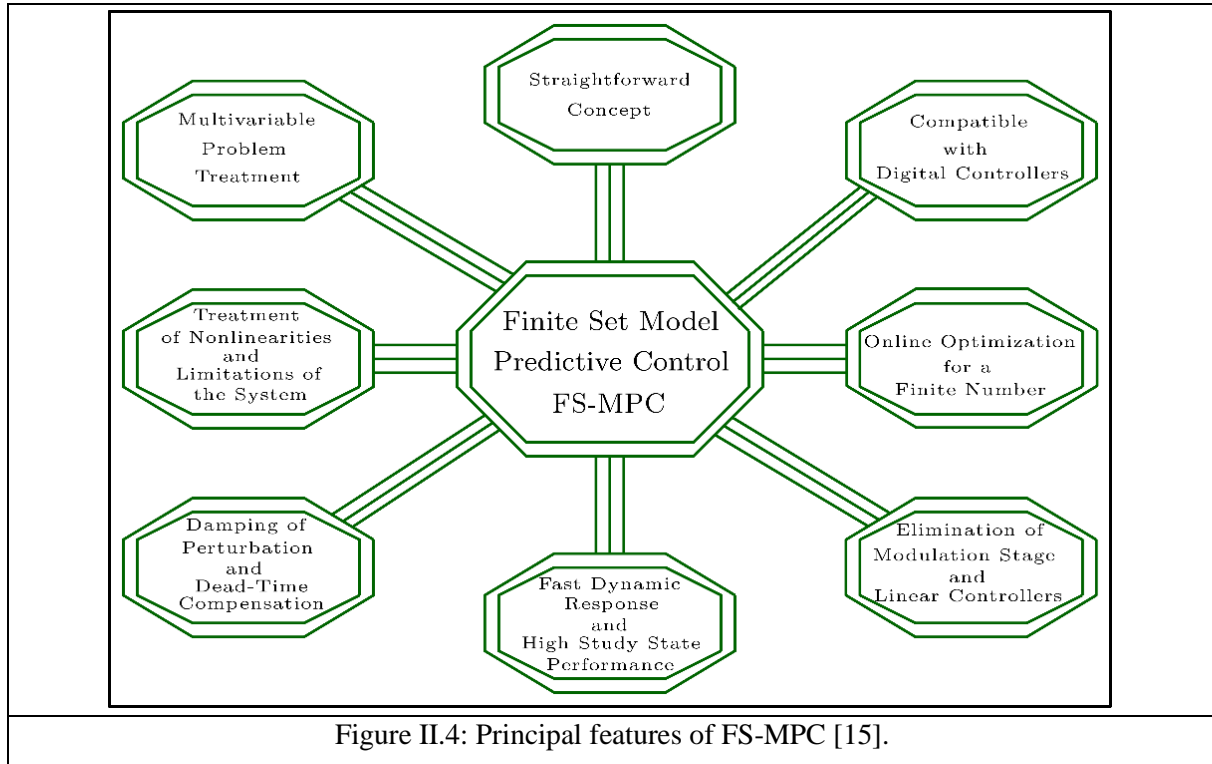 Straightforward
Concept
Multivariable
Problem
Treatment
Compatible
with
Digital Controllers
Treatment
of Nonlinearities
and
Limitations of
the System
Finite Set Model
Predictive Control
FS-MPC
Online Optimization
for a
Finite Number
Damping of
Perturbation
and
Dead-Time
Compensation
Fast Dynamic
Response
and
High Study State
Performance
Elimination of
Modulation Stage
and
Linear Controllers
Figure II.4: Principal features of FS-MPC [15].